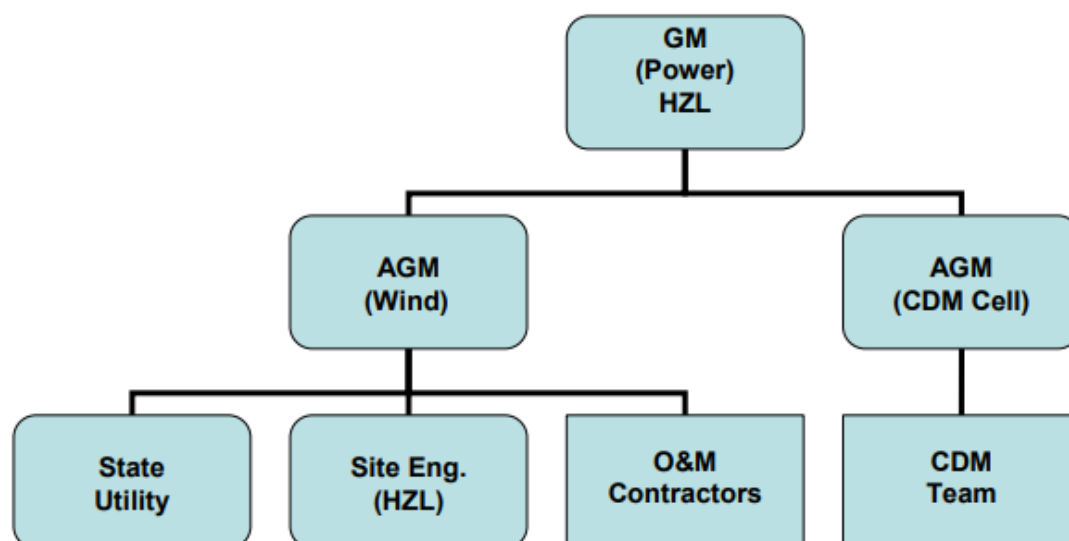 GM
(Power)
HZL
AGM
(Wind)
AGM
(CDM Cell)
State
Utility
Site Eng.
(HZL)
O&M
Contractors
CDM
Team